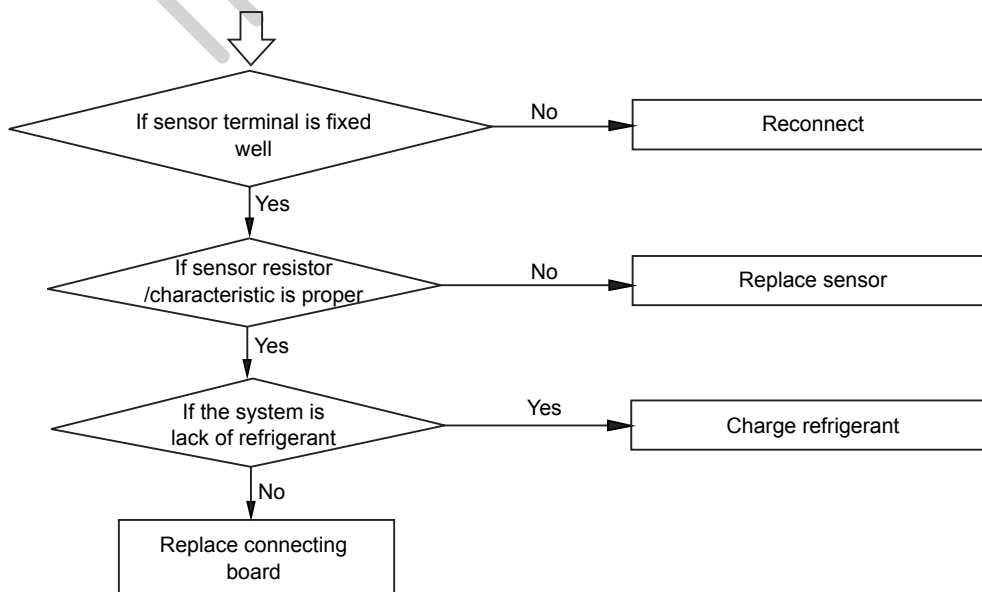 If sensor terminal is fixed
well
No
Reconnect
Yes
If sensor resistor
/characteristic is proper
No
Replace sensor
Yes
If the system is
lack of refrigerant
Yes
Charge refrigerant
No
Replace connecting
board